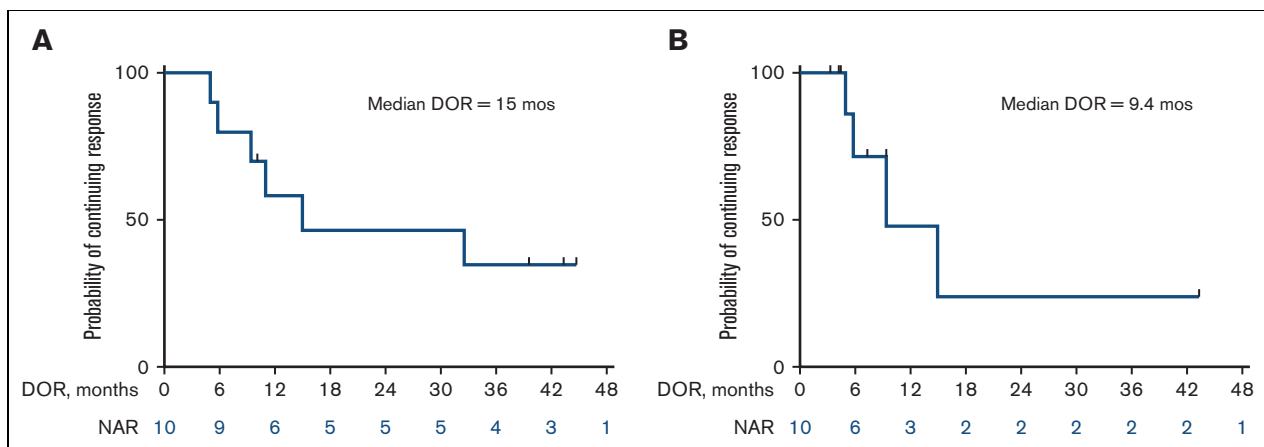 A
Probability of continuing response
100
50
0
Median DOR = 15 mos
DOR, months 0 6 12 18 24 30 36 42 48
NAR 10 9 6 5 5 5 4 3 1
B
Probability of continuing response
100
50
0
Median DOR = 9.4 mos
DOR, months 0 6 12 18 24 30 36 42 48
NAR 10 6 3 2 2 2 2 2 1